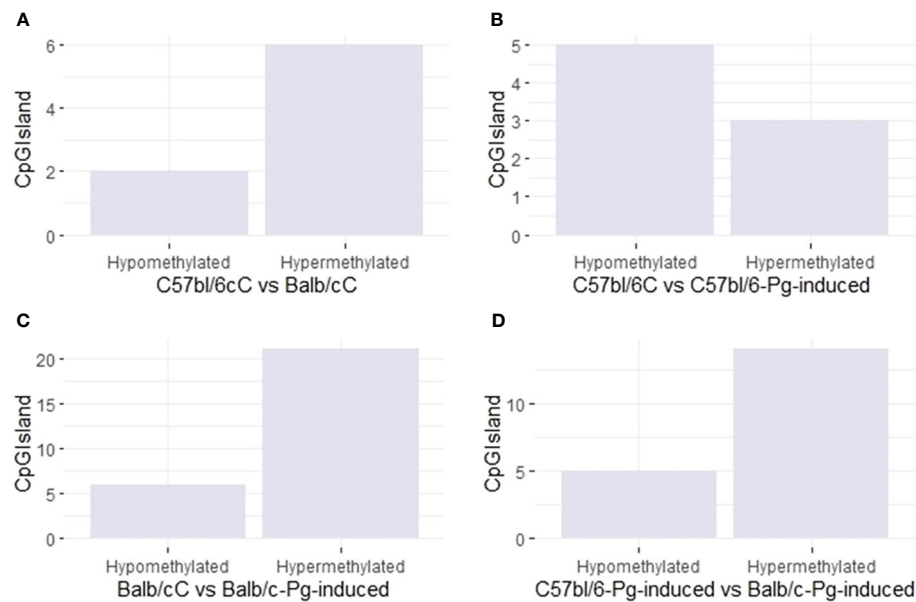 A
CpGIsland
6
4
2
0
Hypomethylated Hypermethylated
C57bl/6cC vs Balb/cC
B
CpGIsland
5
4
3
2
1
0
Hypomethylated Hypermethylated
C57bl/6C vs C57bl/6-Pg-induced
C
CpGIsland
20
15
10
5
0
Hypomethylated Hypermethylated
Balb/cC vs Balb/c-Pg-induced
D
CpGIsland
10
5
0
Hypomethylated Hypermethylated
C57bl/6-Pg-induced vs Balb/c-Pg-induced